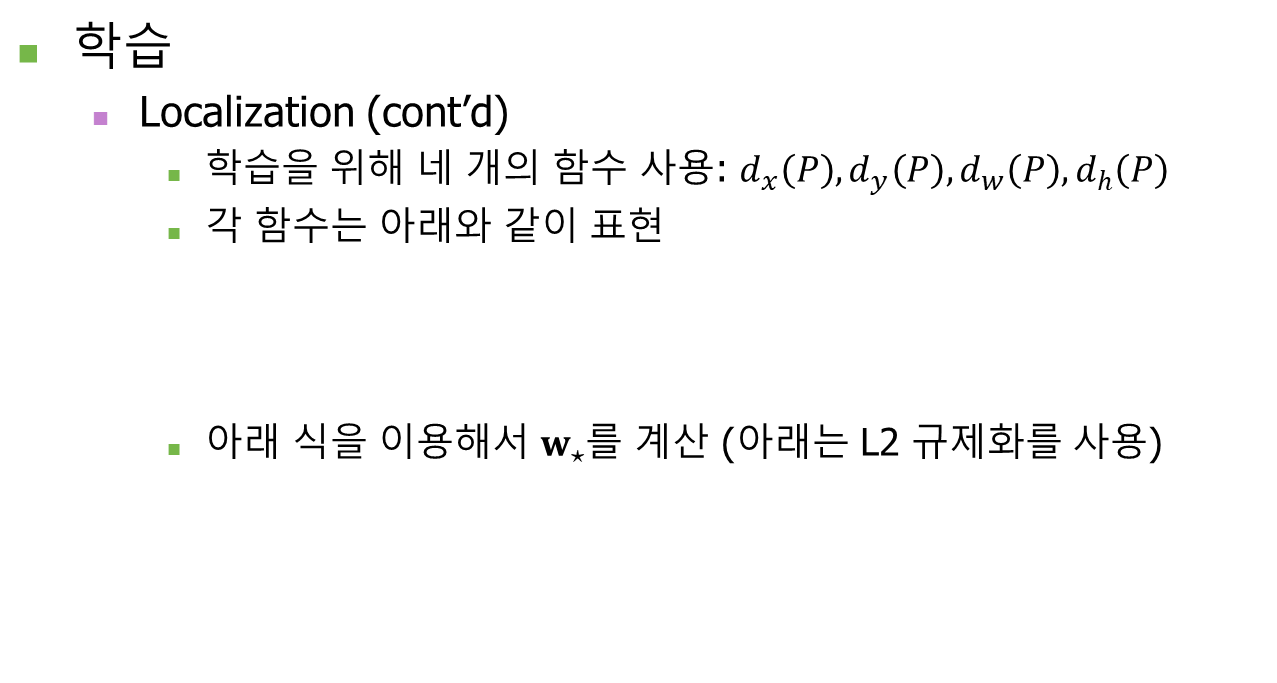 학습
Localization (cont’d)
학습을 위해 네 개의 함수 사용: 𝑑ₓ(𝑃), 𝑑_𝑦(𝑃), 𝑑_𝑤(𝑃), 𝑑_ℎ(𝑃)
각 함수는 아래와 같이 표현
아래 식을 이용해서 𝐰⋆를 계산 (아래는 L2 규제화를 사용)